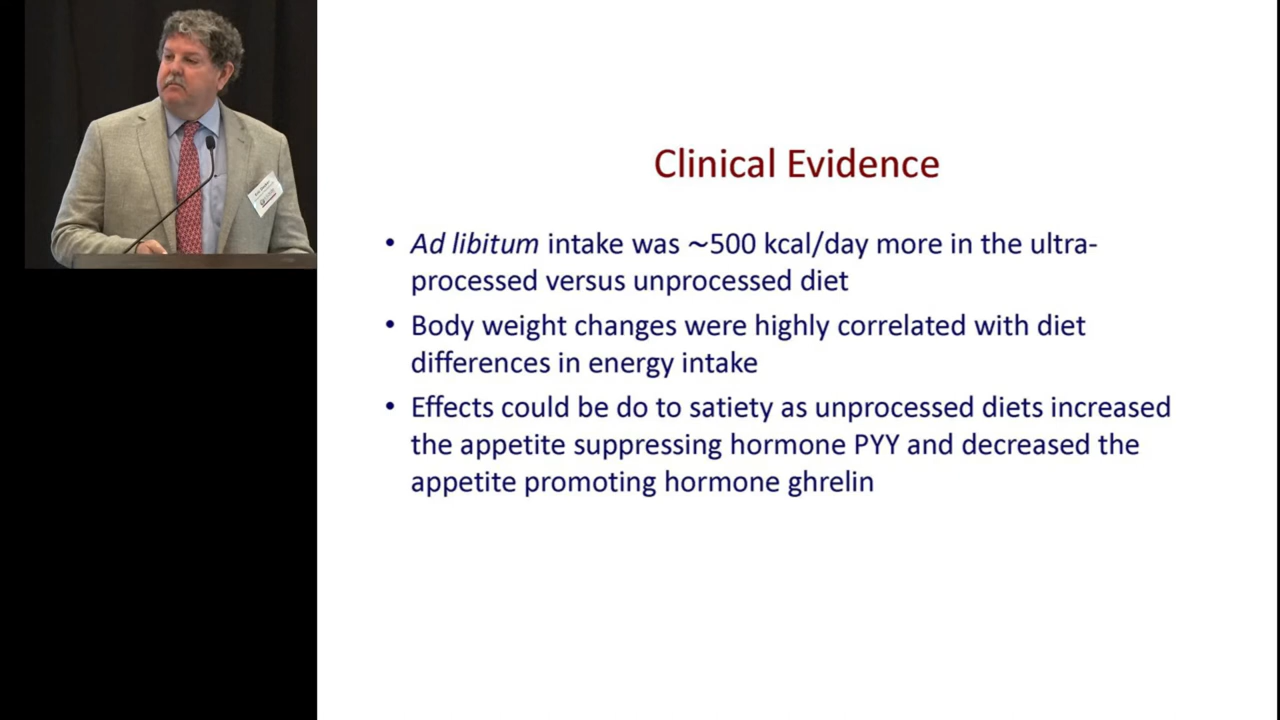 Clinical Evidence
• Ad libitum intake was ~500 kcal/day more in the ultra-
processed versus unprocessed diet
• Body weight changes were highly correlated with diet
differences in energy intake
• Effects could be do to satiety as unprocessed diets increased
the appetite suppressing hormone PYY and decreased the
appetite promoting hormone ghrelin